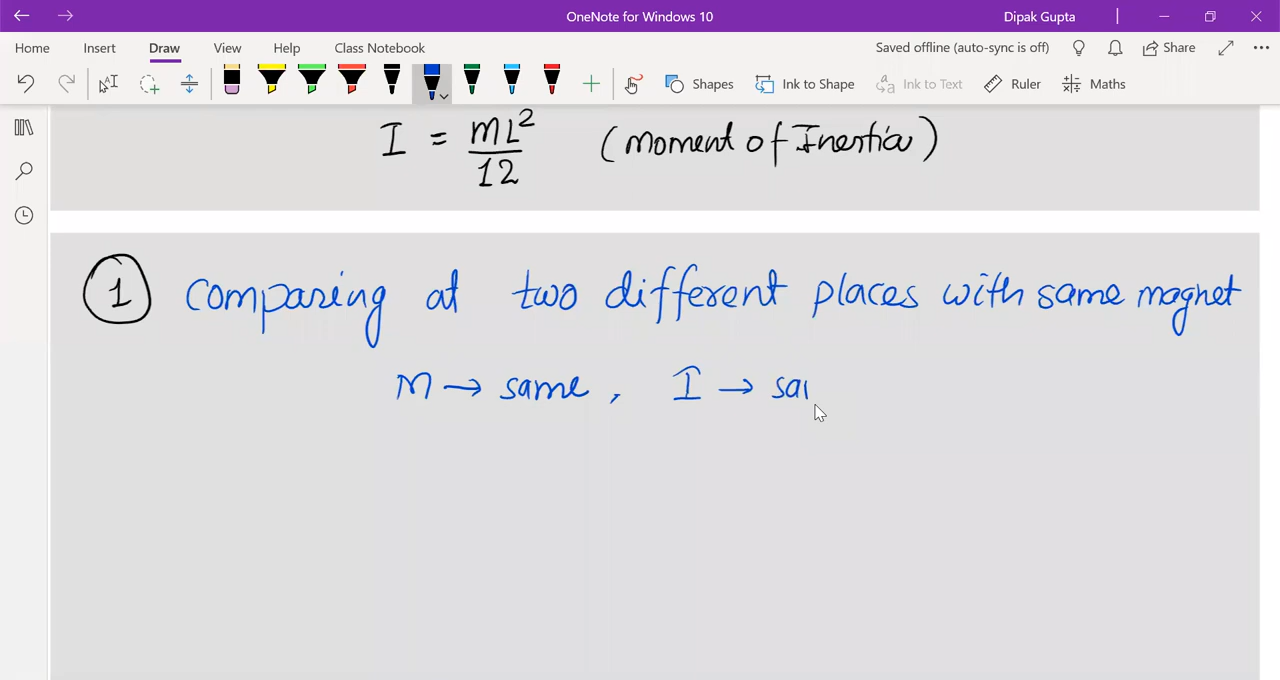 OneNote for Windows 10
Dipak Gupta
Home Insert Draw View Help Class Notebook
Saved offline (auto-sync is off)
Share
Shapes Ink to Shape Ink to Text Ruler Maths
I = mL²/12 (Moment of Inertia)
1 Comparing at two different places with same magnet
M → same, I → sai